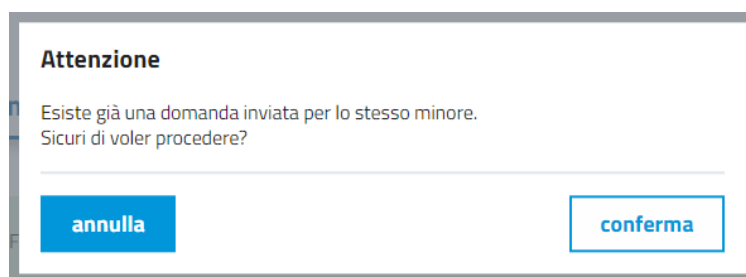 Attenzione
Esiste già una domanda inviata per lo stesso minore.
Sicuri di voler procedere?
annulla
conferma